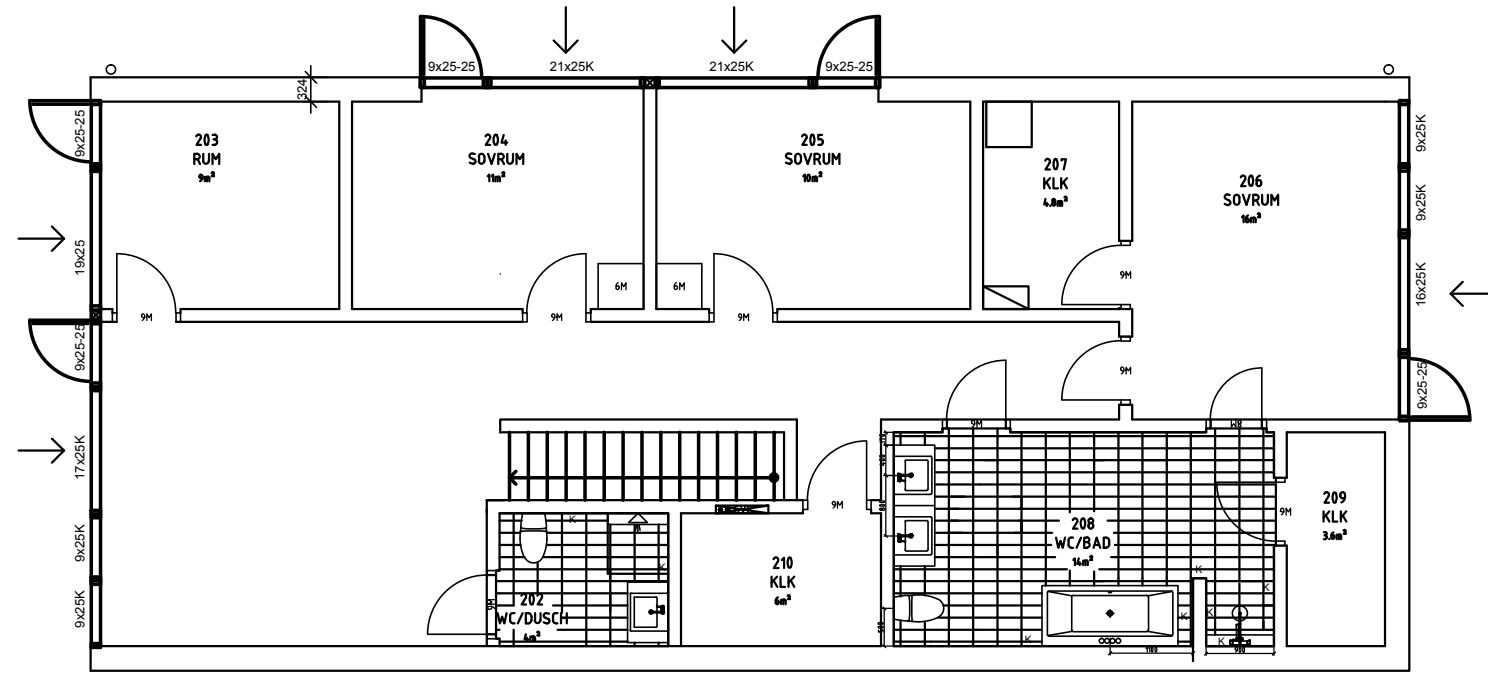 9x25-25
21x25K
21x25K
9x25-25
324
9x25-25
203
RUM
9m²
204
SOVRUM
11m²
205
SOVRUM
10m²
207
KLK
4.8m²
206
SOVRUM
16m²
9x25K
9x25K
19x25
16x25K
6M
6M
9M
9M
9M
9M
9M
9x25-25
9x25-25
9M
8M
17x25K
9M
9M
209
KLK
3.6m²
208
WC/BAD
14m²
K
9x25K
210
KLK
6m²
K
K
K
9x25K
9M
202
WC/DUSCH
4m²
K
K
K
K
1100
900